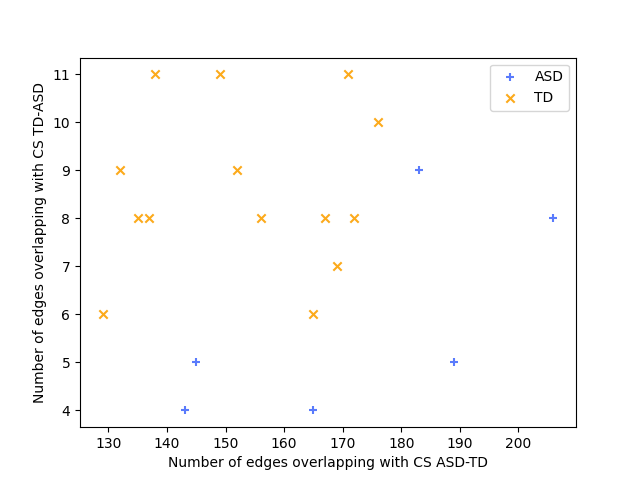 ASD
TD
Number of edges overlapping with CS TD-ASD
11
10
9
8
7
6
5
4
130 140 150 160 170 180 190 200
Number of edges overlapping with CS ASD-TD